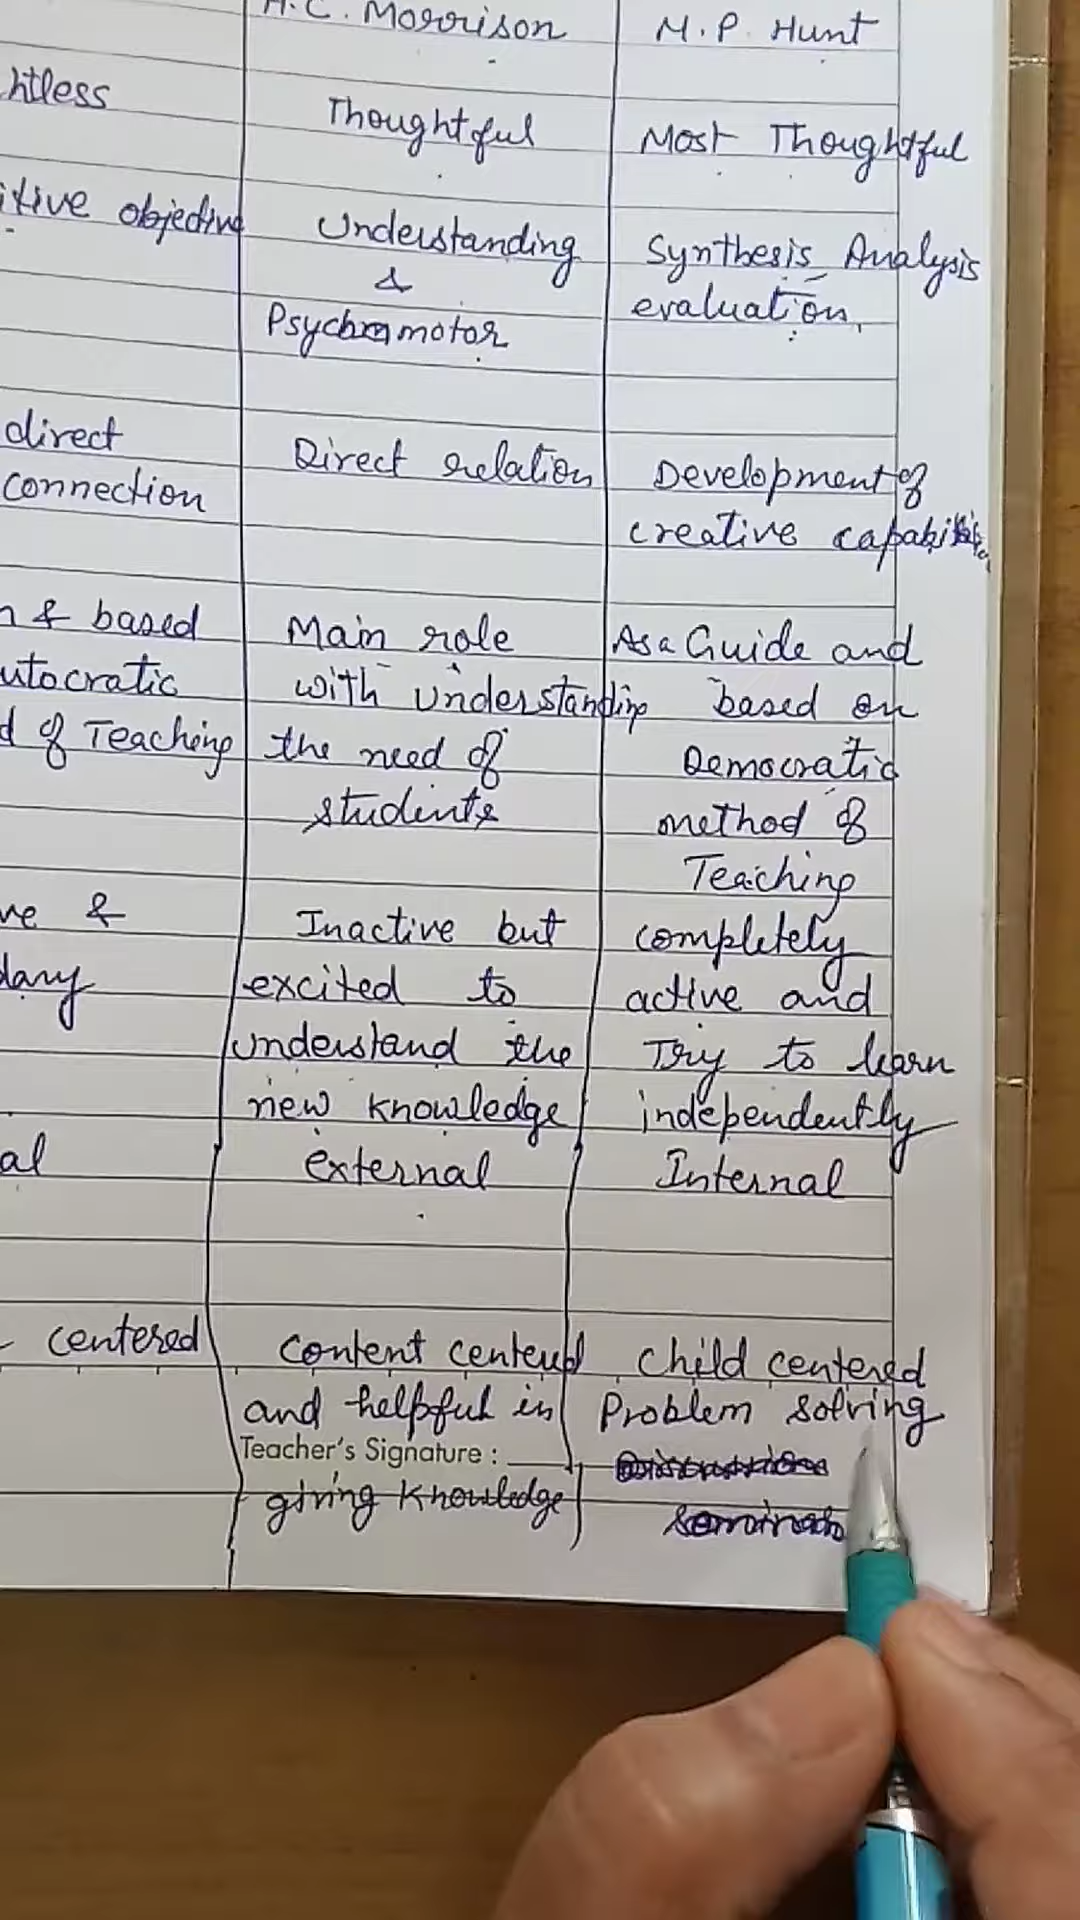 H.C. Morrison M.P. Hunt
htless Thoughtful Most Thoughtful
itive objective Understanding Synthesis Analysis
& evaluation.
Psychomotor
direct Direct relation Development of
connection creative
n & based Main role As a Guide and
utocratic with understanding based on
d of Teaching the need of Democratic
students method of
Teaching
ve & Inactive but completely
dary excited to active and
understand the Try to learn
new knowledge independently
al external Internal
centered content centeud child centered
and helpful in Problem solving
Teacher's Signature :
giving knowledge